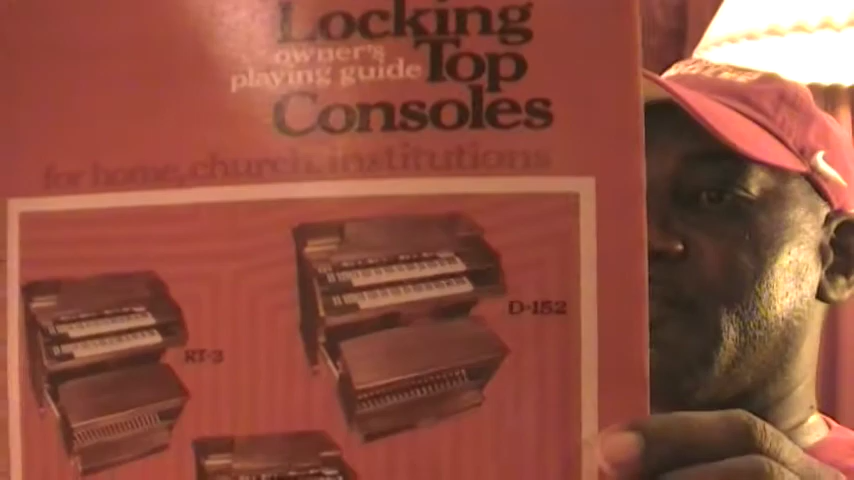 Locking
owner's
playing guide Top
Consoles
for home, church, institutions
D-152
RT-3